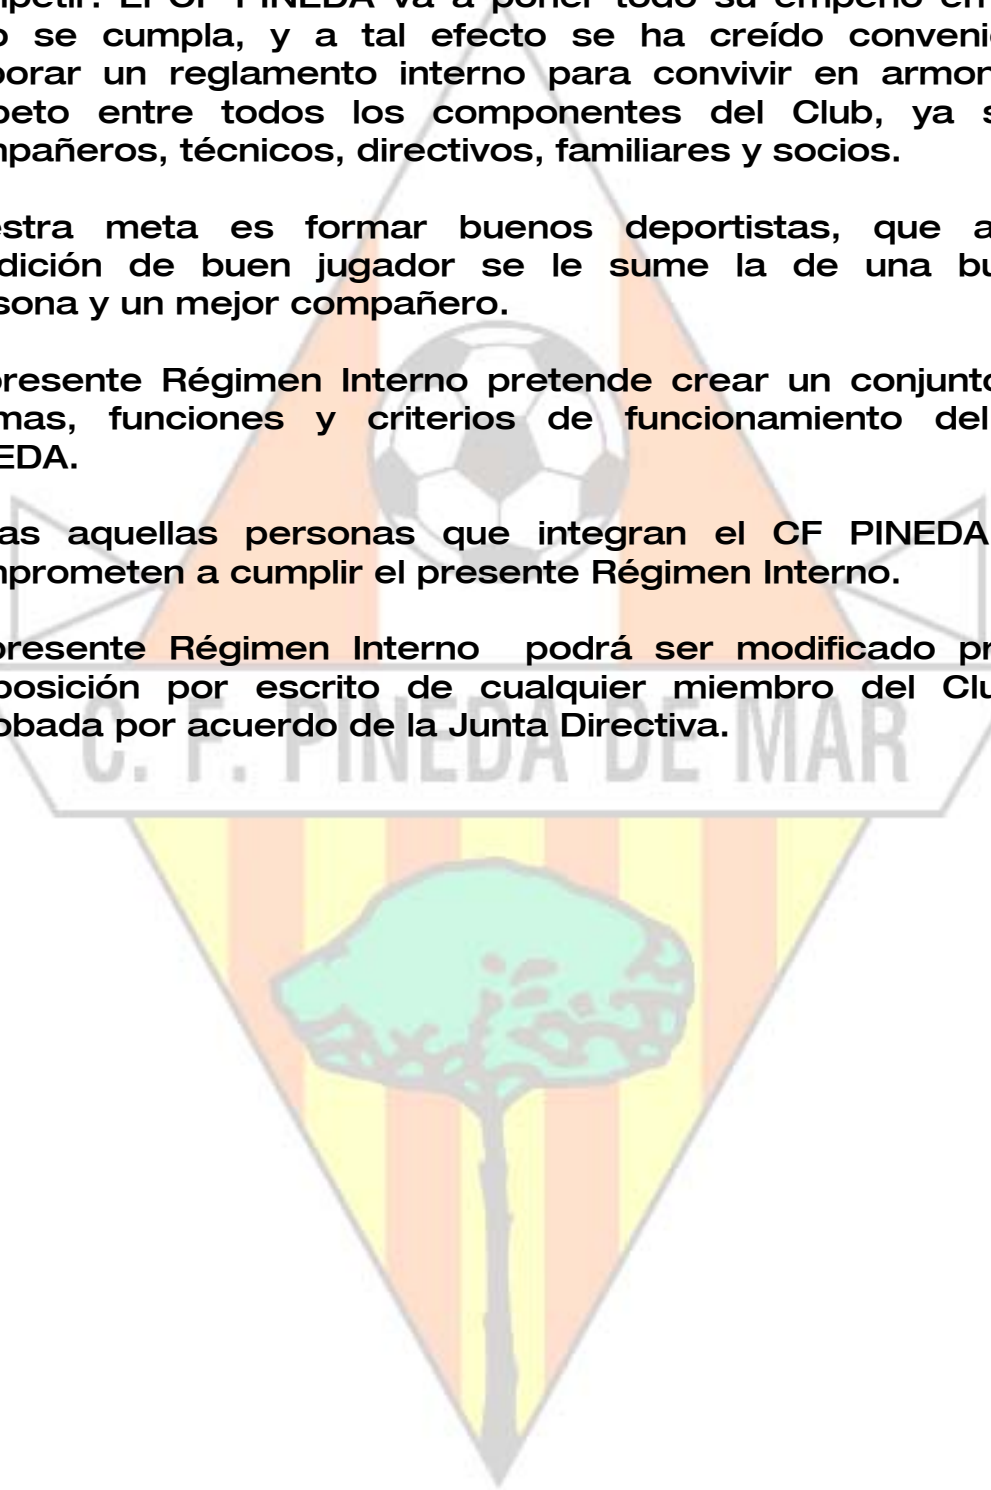 mpetir. El CF PINEDA va a poner todo su empeño en
o se cumpla, y a tal efecto se ha creído conveni
borar un reglamento interno para convivir en armon
peto entre todos los componentes del Club, ya s
mpañeros, técnicos, directivos, familiares y socios.
estra meta es formar buenos deportistas, que a
dición de buen jugador se le sume la de una bu
sona y un mejor compañero.
presente Régimen Interno pretende crear un conjunto
mas, funciones y criterios de funcionamiento del
EDA.
as aquellas personas que integran el CF PINEDA
mprometen a cumplir el presente Régimen Interno.
presente Régimen Interno podrá ser modificado pr
posición por escrito de cualquier miembro del Clu
obada por acuerdo de la Junta Directiva.
C. F. PINEDA DE MAR